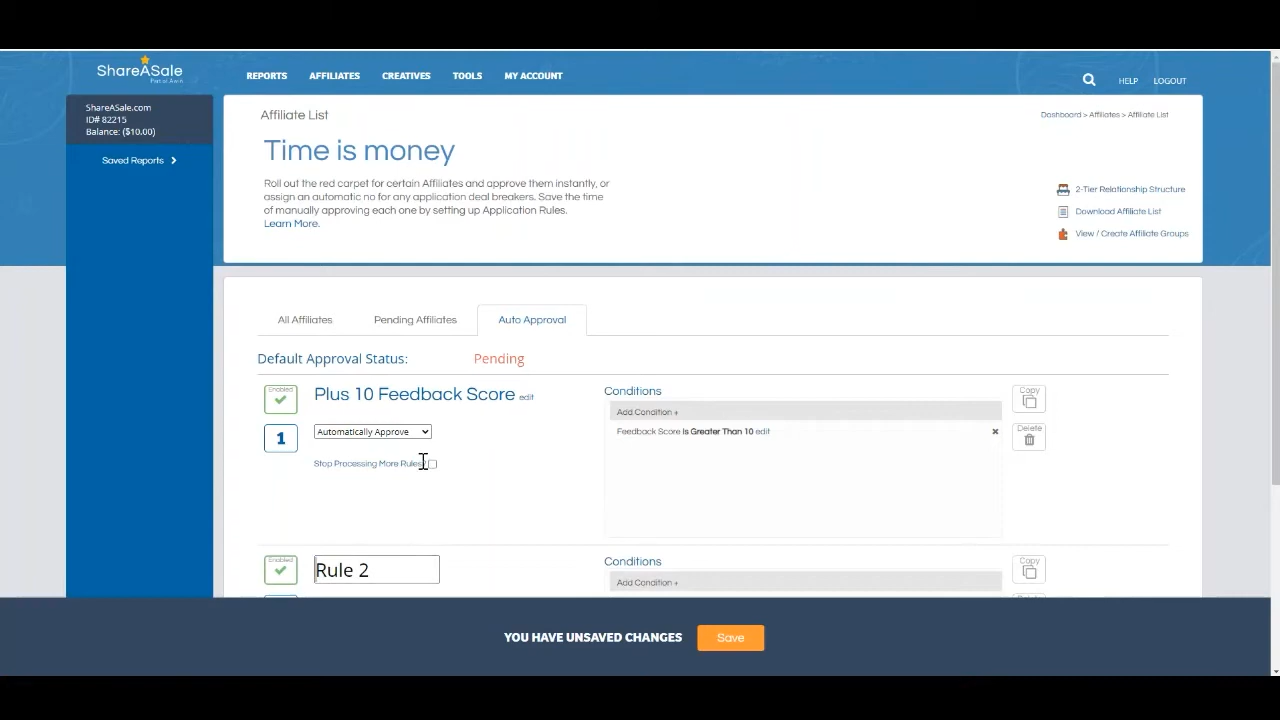 ShareASale
Part of Awin
REPORTS AFFILIATES CREATIVES TOOLS MY ACCOUNT
HELP LOGOUT
ShareASale.com
ID# 82215
Balance: ($10.00)
Saved Reports
Affiliate List
Dashboard > Affiliates > Affiliate List
Time is money
Roll out the red carpet for certain Affiliates and approve them instantly, or
assign an automatic no for any application deal breakers. Save the time
of manually approving each one by setting up Application Rules.
Learn More.
2-Tier Relationship Structure
Download Affiliate List
View / Create Affiliate Groups
All Affiliates Pending Affiliates Auto Approval
Default Approval Status: Pending
Enabled
Plus 10 Feedback Score edit
1
Automatically Approve
Stop Processing More Rules?
Conditions
Add Condition +
Feedback Score Is Greater Than 10 edit
Copy
Delete
Enabled
Rule 2
Conditions
Add Condition +
Copy
YOU HAVE UNSAVED CHANGES Save